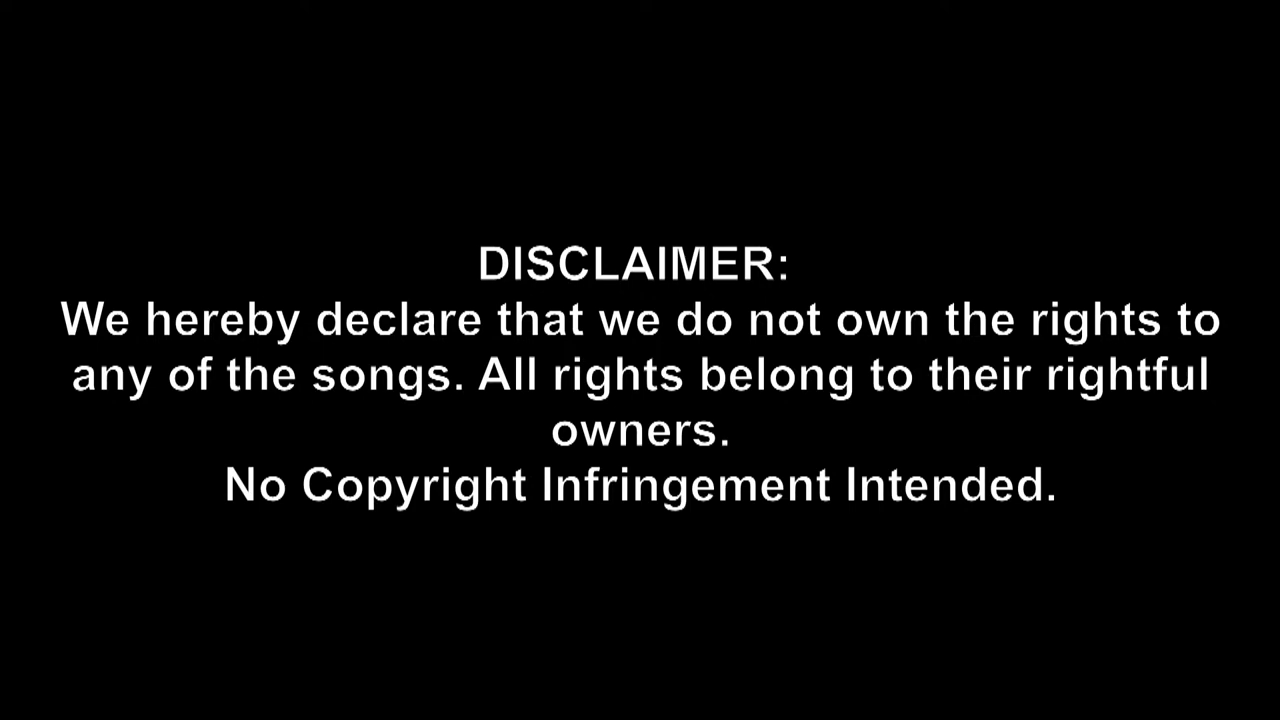 DISCLAIMER:
We hereby declare that we do not own the rights to
any of the songs. All rights belong to their rightful
owners.
No Copyright Infringement Intended.